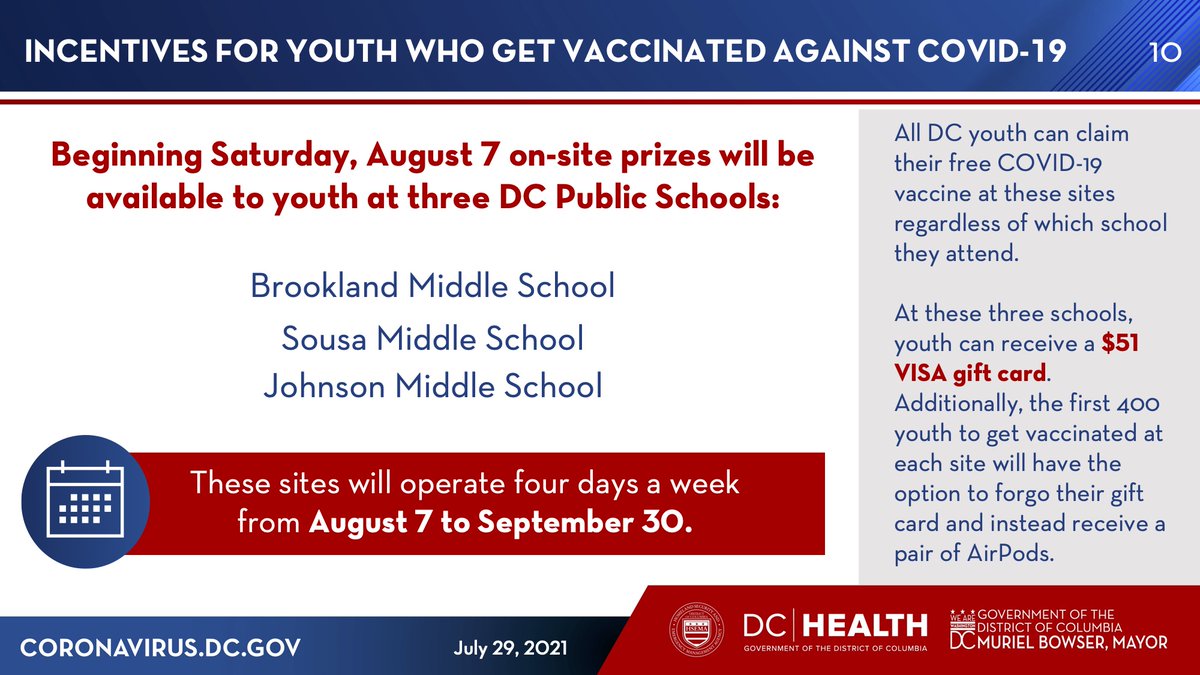 INCENTIVES FOR YOUTH WHO GET VACCINATED AGAINST COVID-19
10
Beginning Saturday, August 7 on-site prizes will be
available to youth at three DC Public Schools:
Brookland Middle School
Sousa Middle School
Johnson Middle School
These sites will operate four days a week
from August 7 to September 30.
All DC youth can claim
their free COVID-19
vaccine at these sites
regardless of which school
they attend.
At these three schools,
youth can receive a $51
VISA gift card.
Additionally, the first 400
youth to get vaccinated at
each site will have the
option to forgo their gift
card and instead receive a
pair of AirPods.
CORONAVIRUS.DC.GOV
July 29, 2021
HSEMA
DC HEALTH
GOVERNMENT OF THE DISTRICT OF COLUMBIA
WE ARE
WASHINGTON
DC
GOVERNMENT OF THE
DISTRICT OF COLUMBIA
MURIEL BOWSER, MAYOR